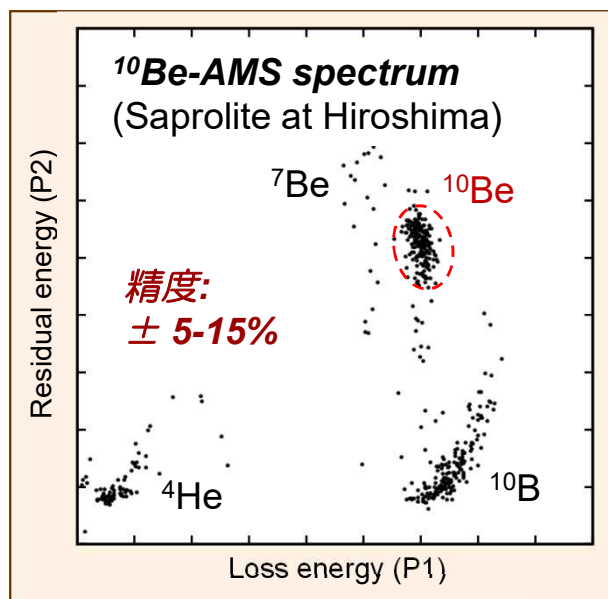 ¹⁰Be-AMS spectrum
(Saprolite at Hiroshima)
⁷Be
¹⁰Be
精度:
± 5-15%
⁴He
¹⁰B
Residual energy (P2)
Loss energy (P1)